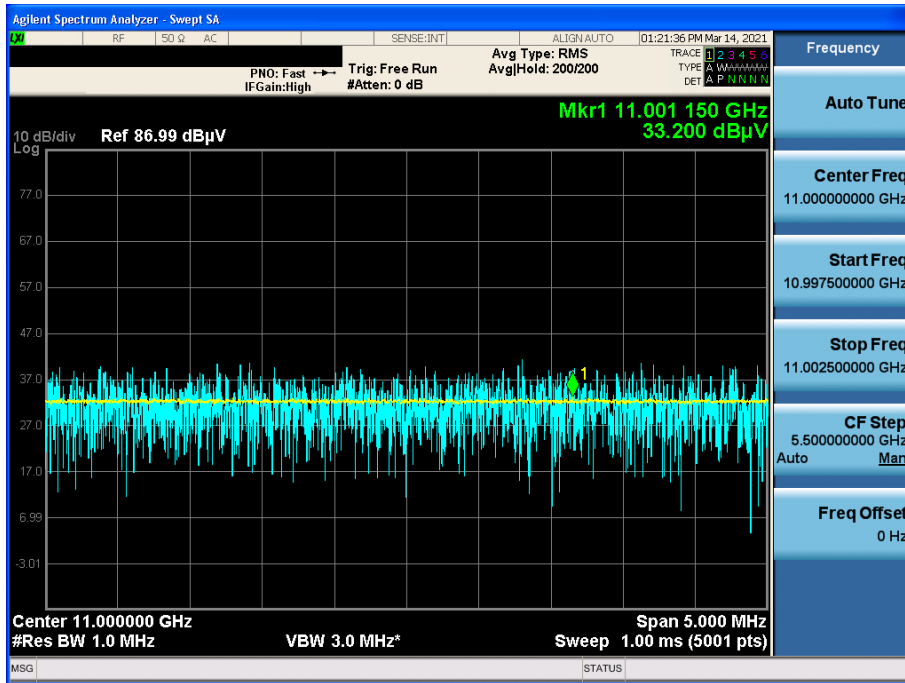 Agilent Spectrum Analyzer - Swept SA
LXI RF 50 Ω AC SENSE:INT ALIGNAUTO 01:21:36 PM Mar 14, 2021
PNO: Fast
IFGain:High
Trig: Free Run
#Atten: 0 dB
Avg Type: RMS
Avg|Hold: 200/200
TRACE 1 2 3 4 5 6
TYPE A WWWWWW
DET A P N N N N
Mkr1 11.001 150 GHz
33.200 dBµV
10 dB/div Ref 86.99 dBµV
Log
77.0
67.0
57.0
47.0
37.0
27.0
17.0
6.99
-3.01
1
Center 11.000000 GHz Span 5.000 MHz
#Res BW 1.0 MHz VBW 3.0 MHz* Sweep 1.00 ms (5001 pts)
MSG STATUS
Frequency
Auto Tune
Center Freq
11.000000000 GHz
Start Freq
10.997500000 GHz
Stop Freq
11.002500000 GHz
CF Step
5.500000000 GHz
Auto Man
Freq Offset
0 Hz